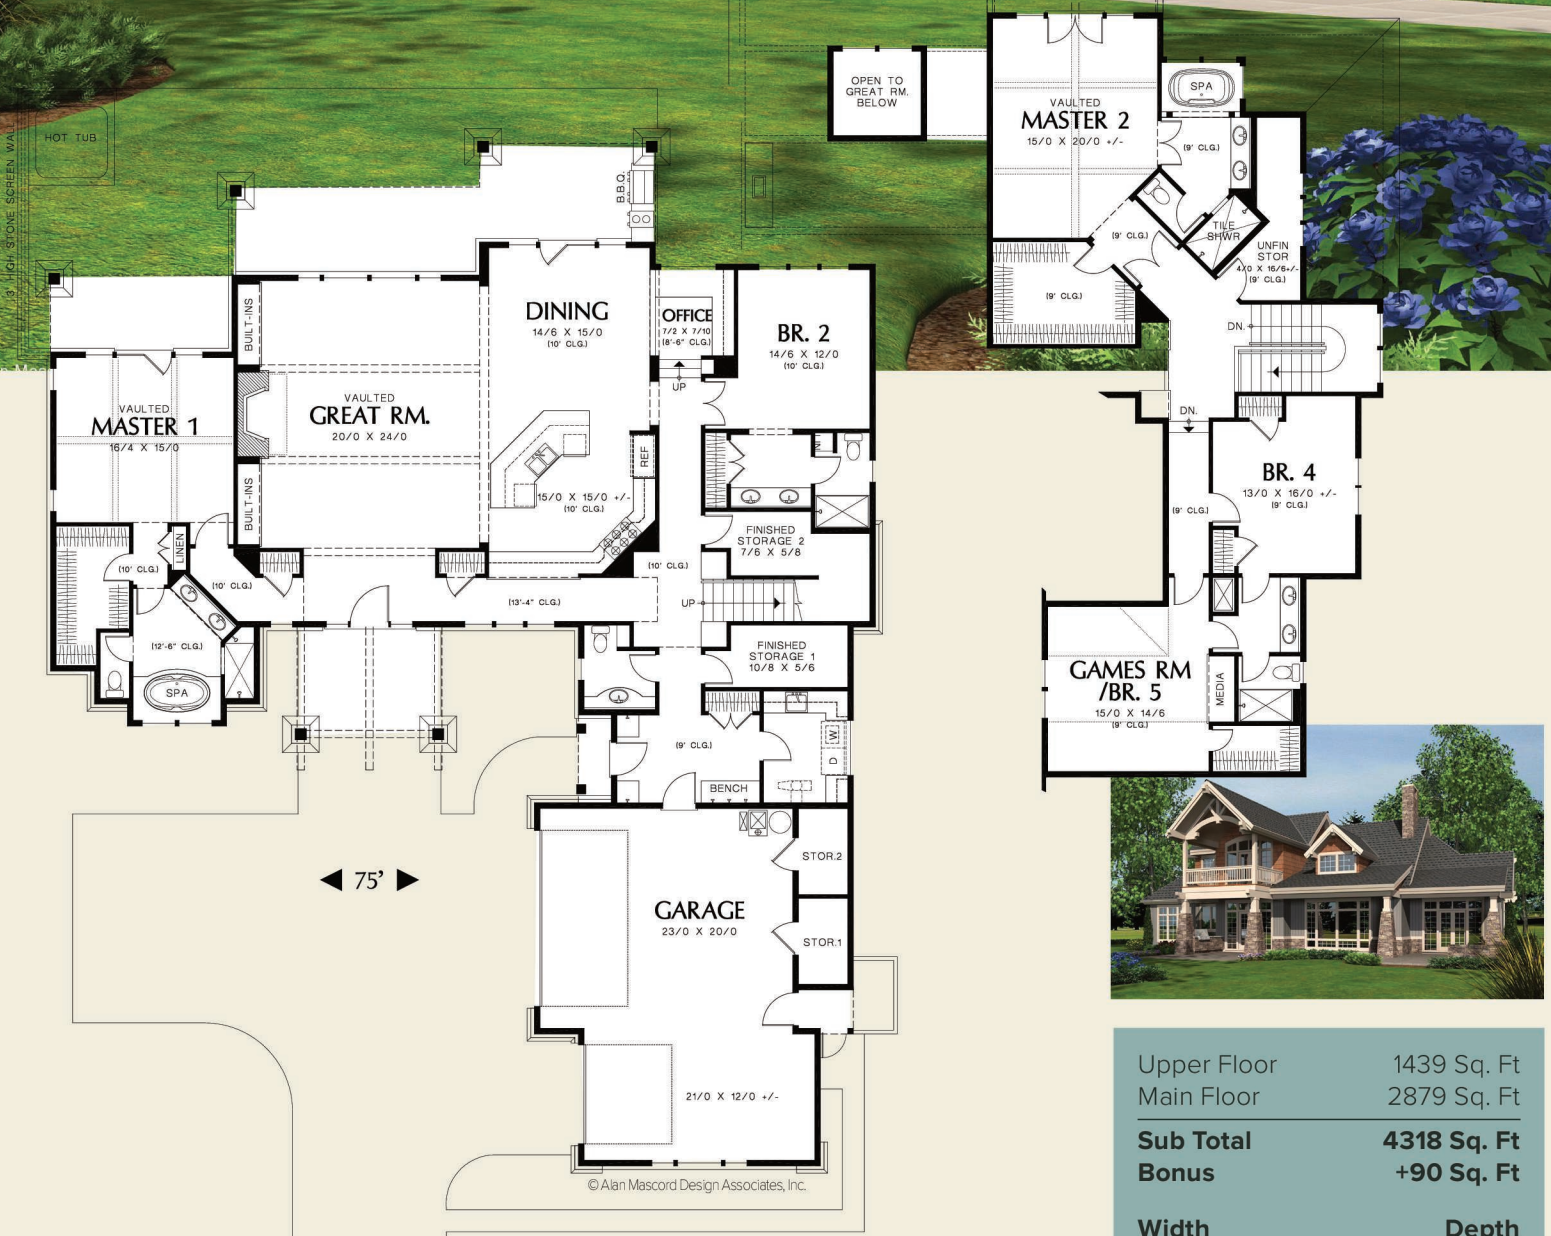 3' HIGH STONE SCREEN WALL
HOT TUB
B.B.Q.
BUILT-INS
DINING
14/6 X 15/0
(10' CLG.)
OFFICE
7/2 X 7/10
(8'-6" CLG.)
UP
BR. 2
14/6 X 12/0
(10' CLG.)
VAULTED
MASTER 1
16/4 X 15/0
VAULTED
GREAT RM.
20/0 X 24/0
BUILT-INS
REF.
15/0 X 15/0 +/-
(10' CLG.)
LINEN
(10' CLG.)
(10' CLG.)
(12'-6" CLG.)
SPA
(13'-4" CLG.)
(10' CLG.)
FINISHED
STORAGE 2
7/6 X 5/8
UP
FINISHED
STORAGE 1
10/8 X 5/6
(9' CLG.)
BENCH
D W
STOR.2
STOR.1
GARAGE
23/0 X 20/0
21/0 X 12/0 +/-
75'
© Alan Mascord Design Associates, Inc.
OPEN TO
GREAT RM.
BELOW
VAULTED
MASTER 2
15/0 X 20/0 +/-
SPA
(9' CLG.)
TILE
SHWR
(9' CLG.)
(9' CLG.)
UNFIN
STOR
4/0 X 16/6+/-
(9' CLG.)
DN.
DN.
BR. 4
13/0 X 16/0 +/-
(9' CLG.)
(9' CLG.)
GAMES RM
/BR. 5
15/0 X 14/6
(9' CLG.)
MEDIA
Upper Floor 1439 Sq. Ft
Main Floor 2879 Sq. Ft
Sub Total 4318 Sq. Ft
Bonus +90 Sq. Ft
Width Depth